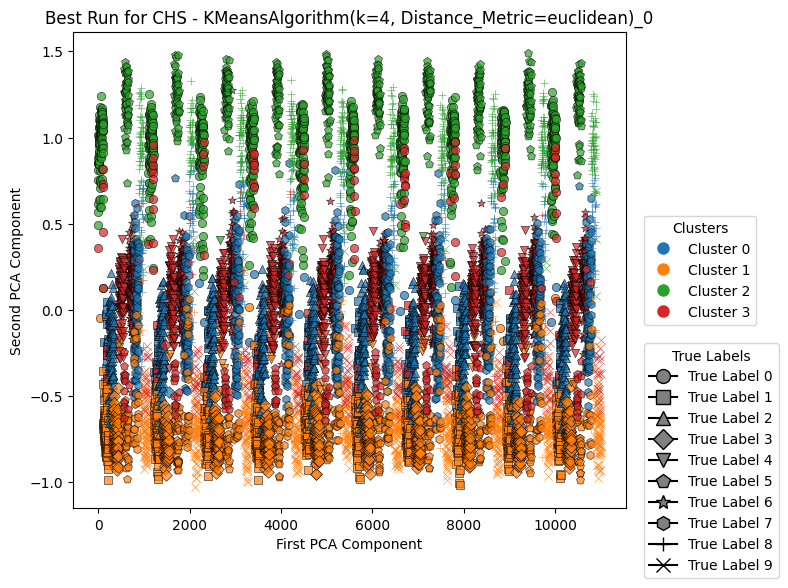 Best Run for CHS - KMeansAlgorithm(k=4, Distance_Metric=euclidean)_0
1.5
1.0
0.5
0.0
−0.5
−1.0
Second PCA Component
0 2000 4000 6000 8000 10000
First PCA Component
Clusters
Cluster 0
Cluster 1
Cluster 2
Cluster 3
True Labels
True Label 0
True Label 1
True Label 2
True Label 3
True Label 4
True Label 5
True Label 6
True Label 7
True Label 8
True Label 9